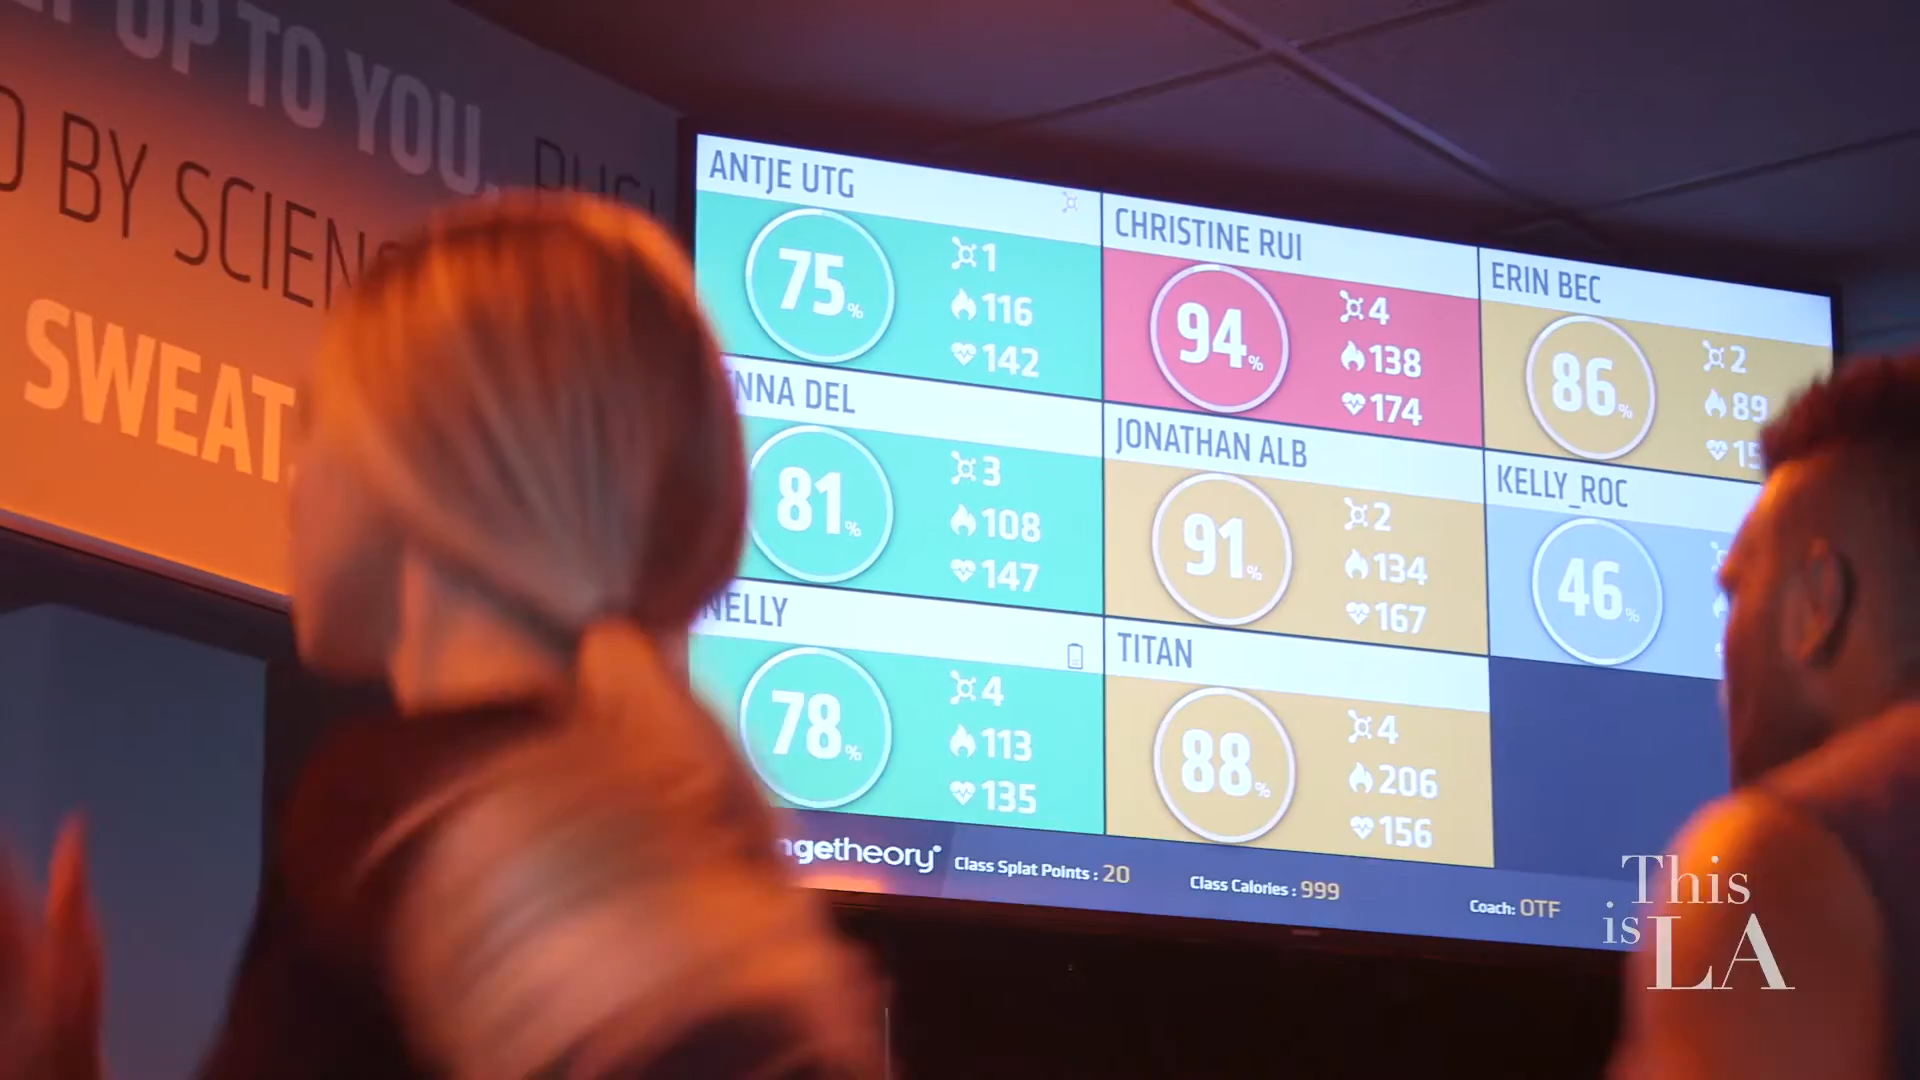 UP TO YOU.
BY SCIEN
SWEAT.
ANTJE UTG
75%
1
116
142
CHRISTINE RUI
94%
4
138
174
ERIN BEC
86%
2
89
15
NNA DEL
81%
3
108
147
JONATHAN ALB
91%
2
134
167
KELLY_ROC
46%
NELLY
78%
4
113
135
TITAN
88%
4
206
156
ngetheory
Class Splat Points : 20
Class Calories : 999
Coach: OTF
This
is LA